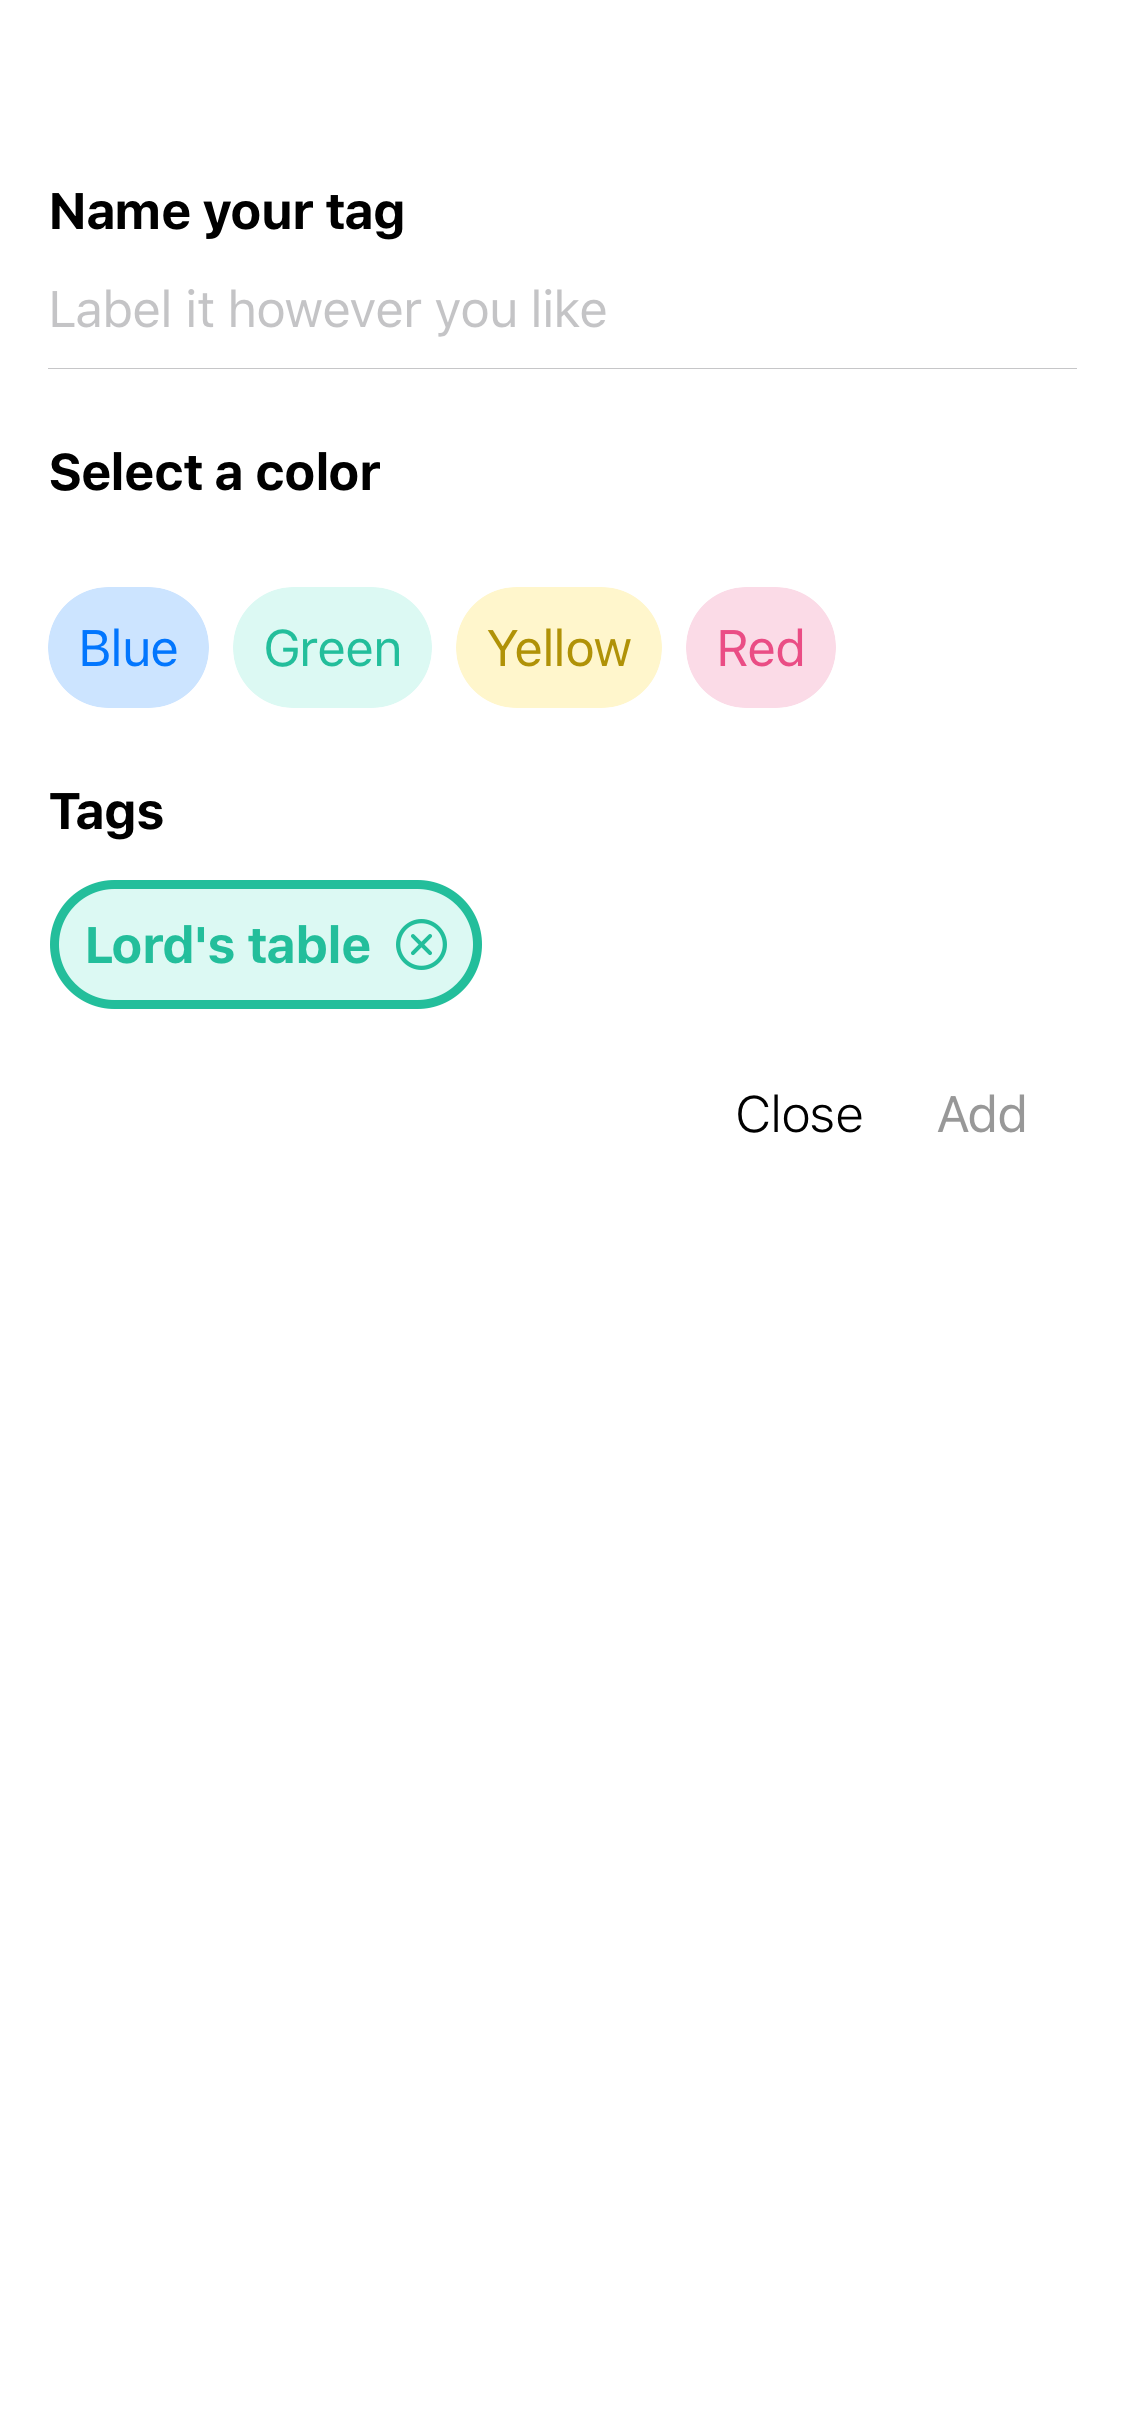 Name your tag
Label it however you like
Select a color
Blue Green Yellow Red
Tags
Lord's table
Close Add